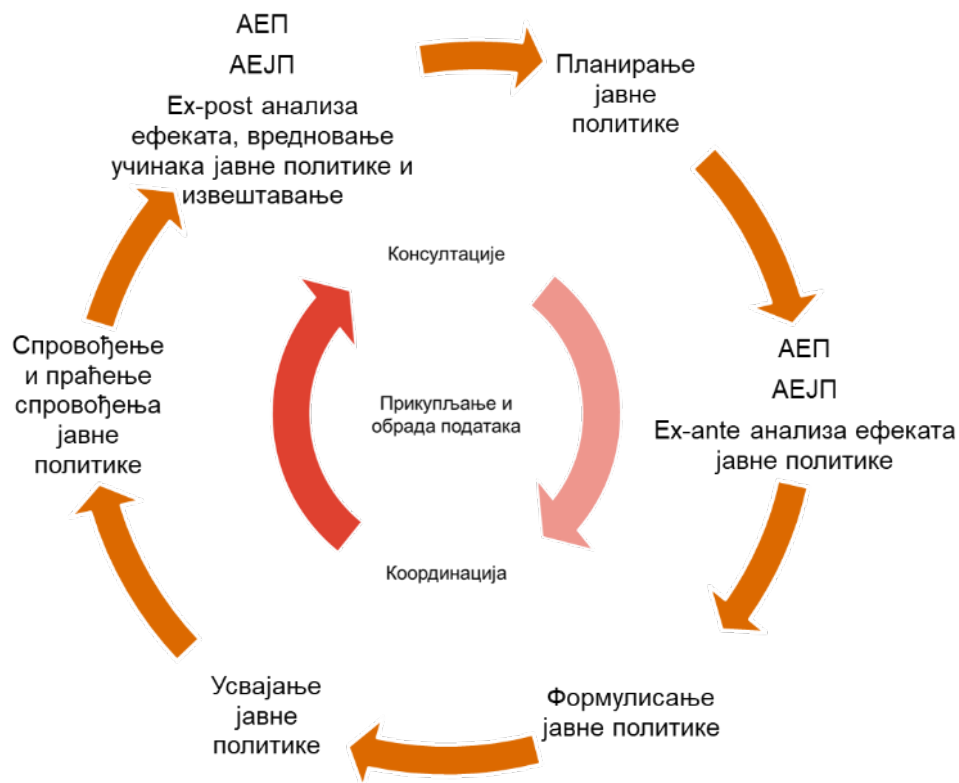 АЕП
АЕЈП
Ex-post анализа
ефеката, вредновање
учинака јавне политике и
извештавање
Планирање
јавне
политике
АЕП
АЕЈП
Ex-ante анализа ефеката
јавне политике
Формулисање
јавне политике
Усвајање
јавне
политике
Спровођење
и праћење
спровођења
јавне
политике
Консултације
Прикупљање и
обрада података
Координација